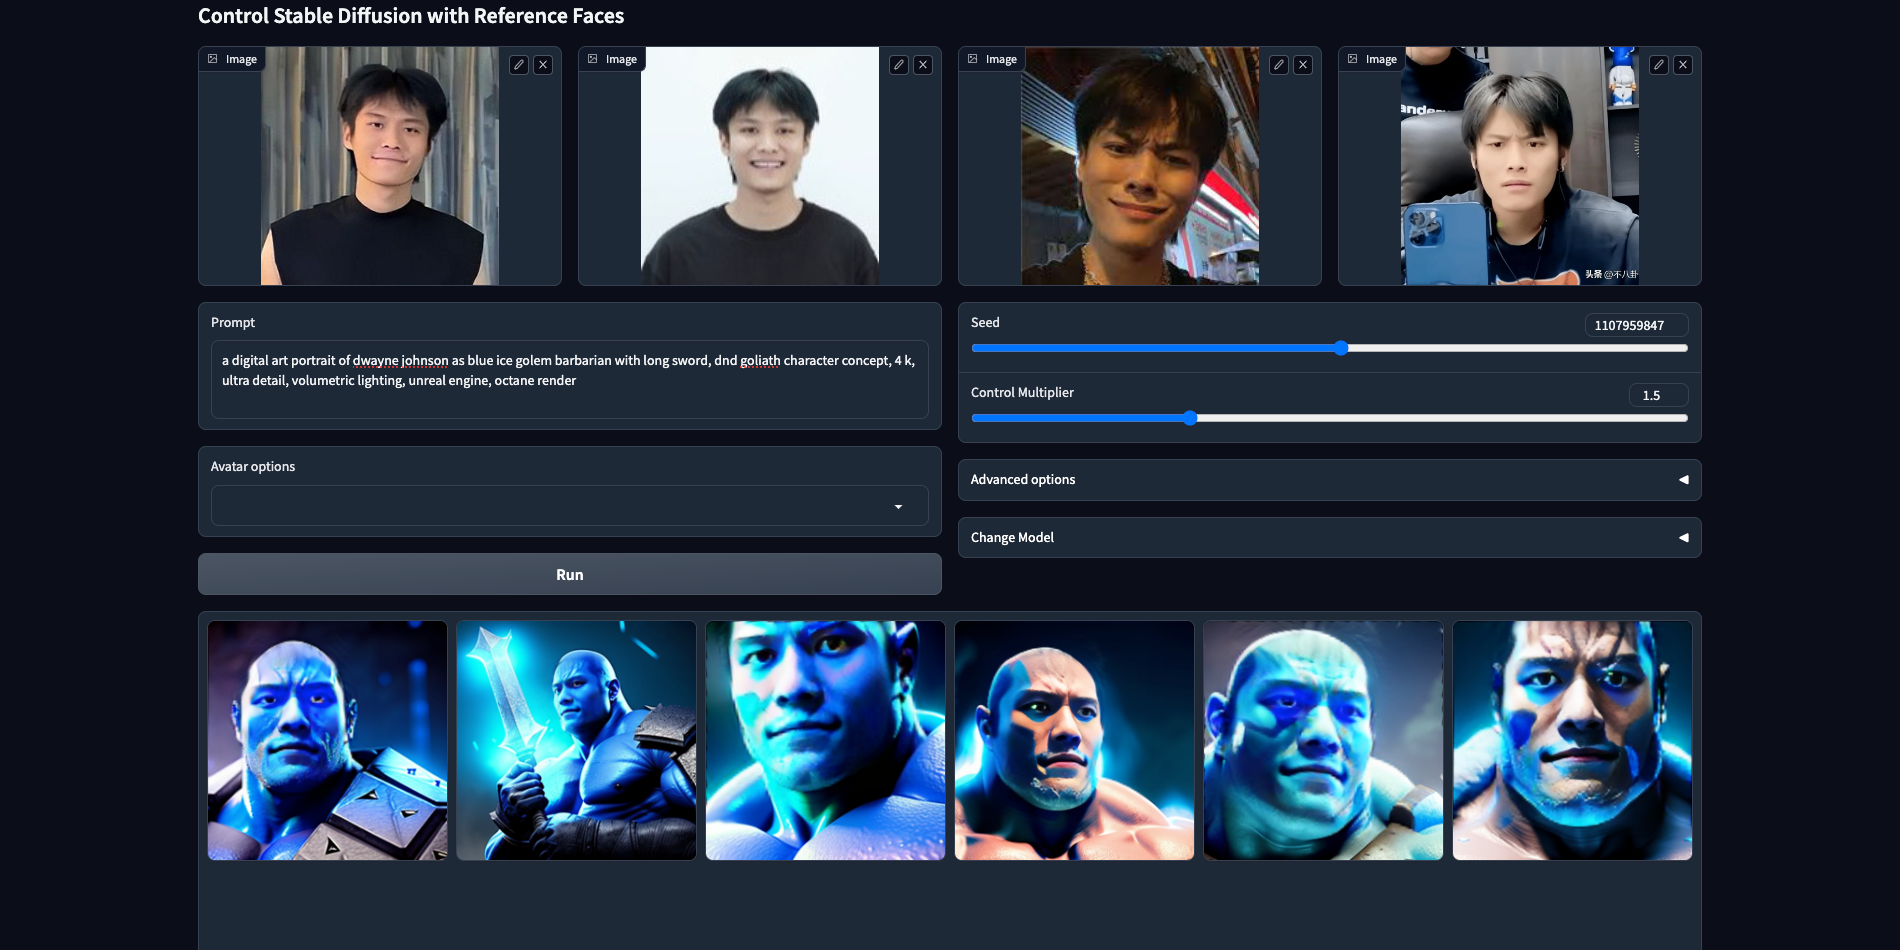 Control Stable Diffusion with Reference Faces
Image
Image
Image
Image
ande
头条 @不八卦
Prompt
a digital art portrait of dwayne johnson as blue ice golem barbarian with long sword, dnd goliath character concept, 4 k,
ultra detail, volumetric lighting, unreal engine, octane render
Seed
1107959847
Control Multiplier
1.5
Avatar options
Advanced options
Change Model
Run